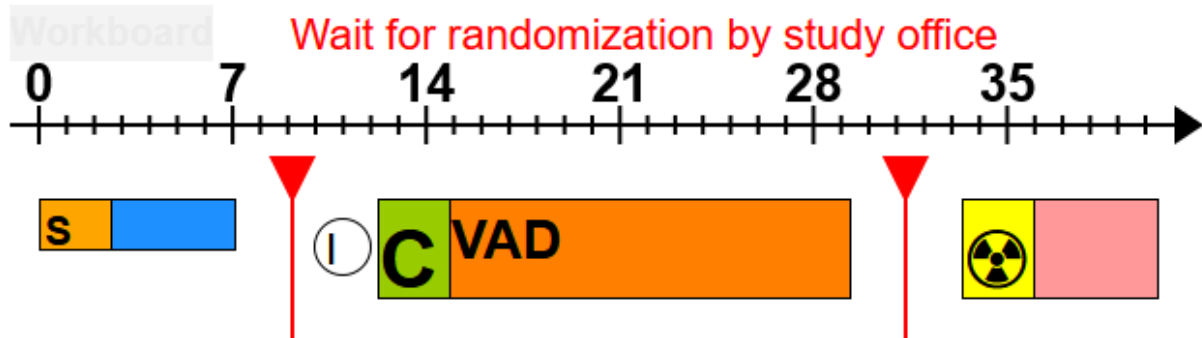 Workboard
Wait for randomization by study office
0 7 14 21 28 35
s
I
C VAD